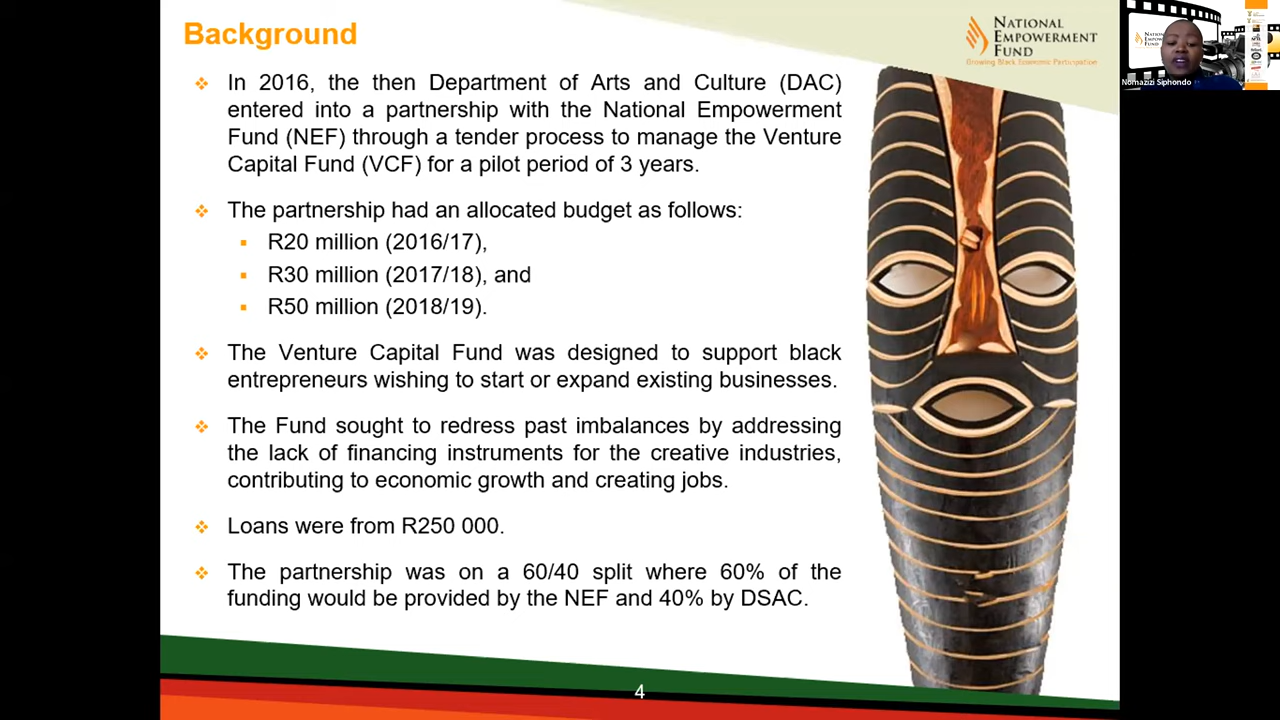 Background
NATIONAL
EMPOWERMENT
FUND
Growing Black Economic Participation
❖ In 2016, the then Department of Arts and Culture (DAC)
entered into a partnership with the National Empowerment
Fund (NEF) through a tender process to manage the Venture
Capital Fund (VCF) for a pilot period of 3 years.
❖ The partnership had an allocated budget as follows:
▪ R20 million (2016/17),
▪ R30 million (2017/18), and
▪ R50 million (2018/19).
❖ The Venture Capital Fund was designed to support black
entrepreneurs wishing to start or expand existing businesses.
❖ The Fund sought to redress past imbalances by addressing
the lack of financing instruments for the creative industries,
contributing to economic growth and creating jobs.
❖ Loans were from R250 000.
❖ The partnership was on a 60/40 split where 60% of the
funding would be provided by the NEF and 40% by DSAC.
4
Nomazizi Siphondo